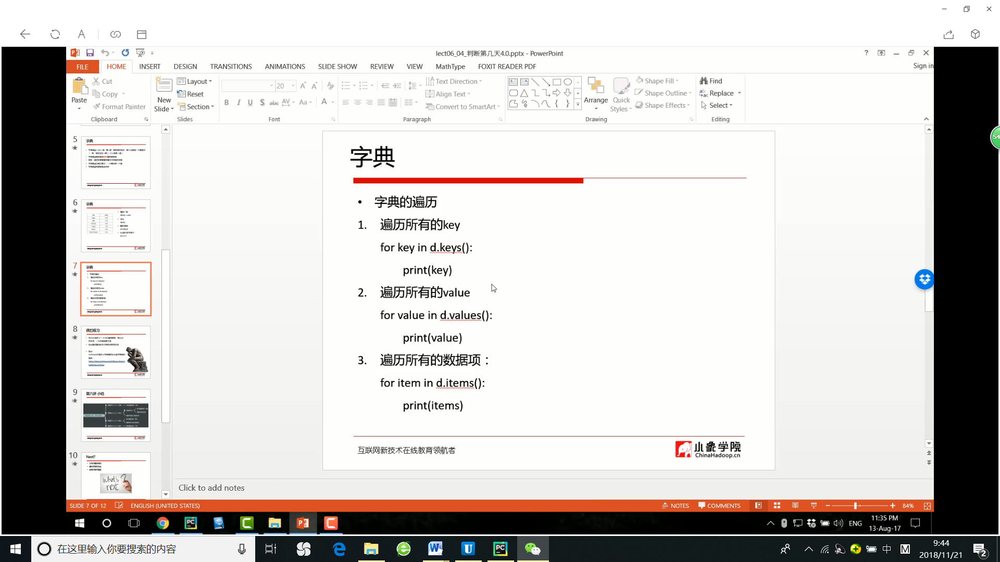 lect06_04_判断第几天4.0.pptx - PowerPoint
FILE HOME INSERT DESIGN TRANSITIONS ANIMATIONS SLIDE SHOW REVIEW VIEW MathType FOXIT READER PDF Sign in
Paste
Cut
Copy
Format Painter
Clipboard
New
Slide
Layout
Reset
Section
Slides
20
Font
Text Direction
Align Text
Convert to SmartArt
Paragraph
Arrange
Quick
Styles
Shape Fill
Shape Outline
Shape Effects
Drawing
Find
Replace
Select
Editing
54
5
字典
6
字典
7
字典
8
课后练习
9
第六讲 小结
10
Next?
what's next?
字典
• 字典的遍历
1. 遍历所有的key
for key in d.keys():
print(key)
2. 遍历所有的value
for value in d.values():
print(value)
3. 遍历所有的数据项：
for item in d.items():
print(items)
互联网新技术在线教育领航者
小象学院
ChinaHadoop.cn
Click to add notes
SLIDE 7 OF 12 ENGLISH (UNITED STATES) NOTES COMMENTS 84%
ENG
11:35 PM
13-Aug-17
在这里输入你要搜索的内容
中
M
9:44
2018/11/21
2